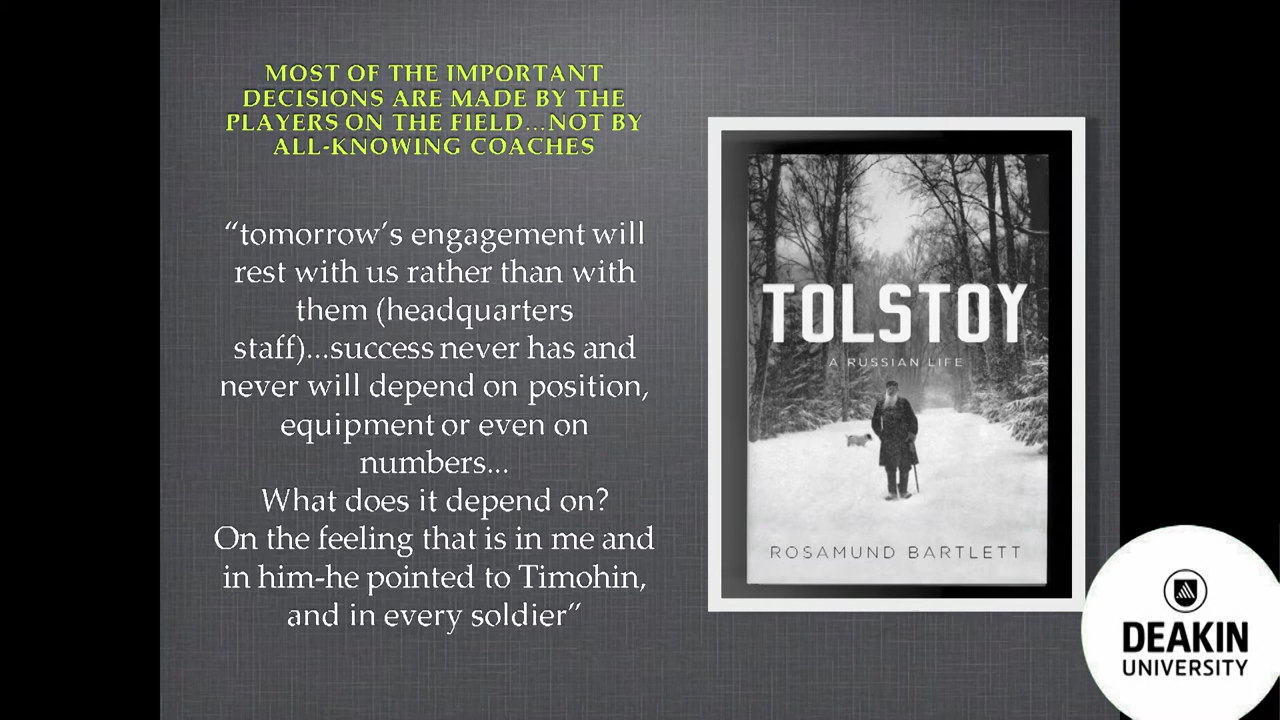 MOST OF THE IMPORTANT
DECISIONS ARE MADE BY THE
PLAYERS ON THE FIELD...NOT BY
ALL-KNOWING COACHES
“tomorrow’s engagement will
rest with us rather than with
them (headquarters
staff)...success never has and
never will depend on position,
equipment or even on
numbers...
What does it depend on?
On the feeling that is in me and
in him-he pointed to Timohin,
and in every soldier”
TOLSTOY
A RUSSIAN LIFE
ROSAMUND BARTLETT
DEAKIN
UNIVERSITY